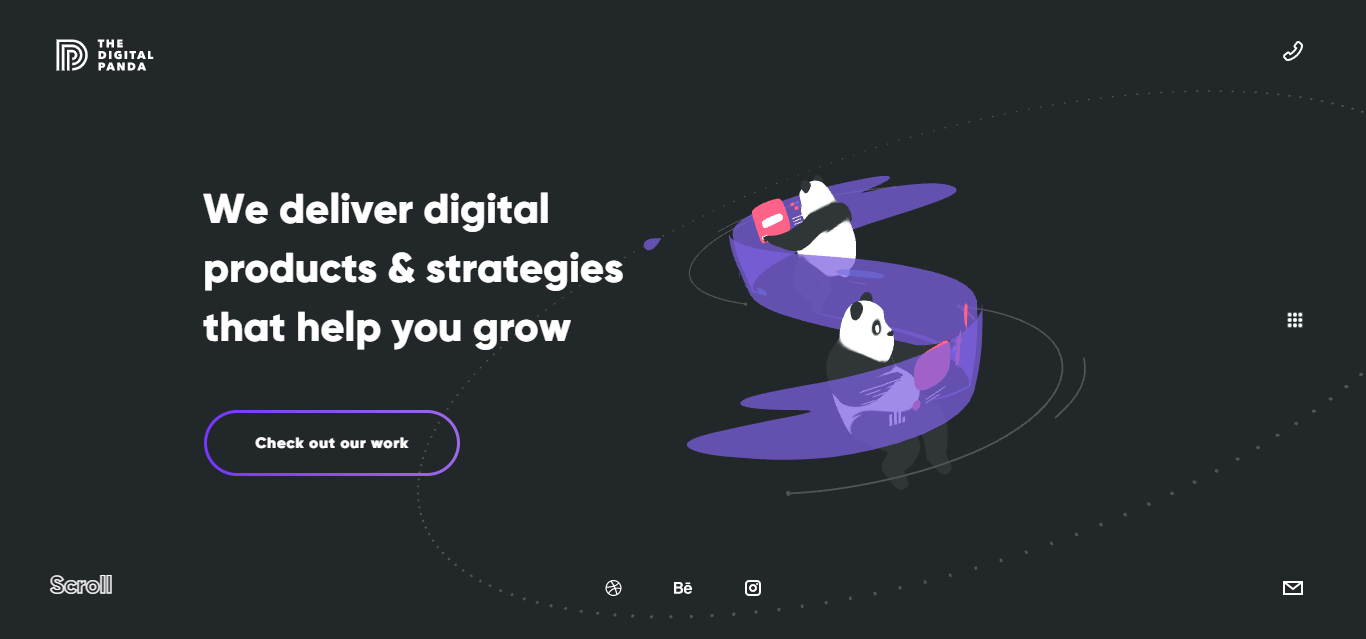 THE
DIGITAL
PANDA
We deliver digital
products & strategies
that help you grow
Check out our work
Scroll
Bē